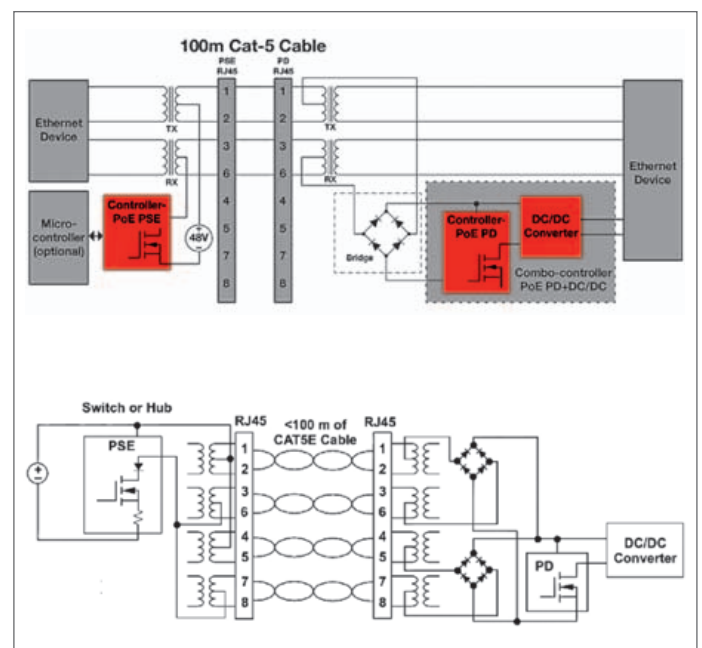 100m Cat-5 Cable
PSE
RJ45
PD
RJ45
Ethernet
Device
TX
RX
1
2
3
6
4
5
7
8
1
2
3
6
4
5
7
8
TX
RX
Ethernet
Device
Micro-
controller
(optional)
Controller-
PoE PSE
+
48V
−
Bridge
Controller-
PoE PD
DC/DC
Converter
Combo-controller
PoE PD+DC/DC
Switch or Hub
PSE
+
−
RJ45
<100 m of
CAT5E Cable
RJ45
1
2
3
6
4
5
7
8
1
2
3
6
4
5
7
8
PD
DC/DC
Converter